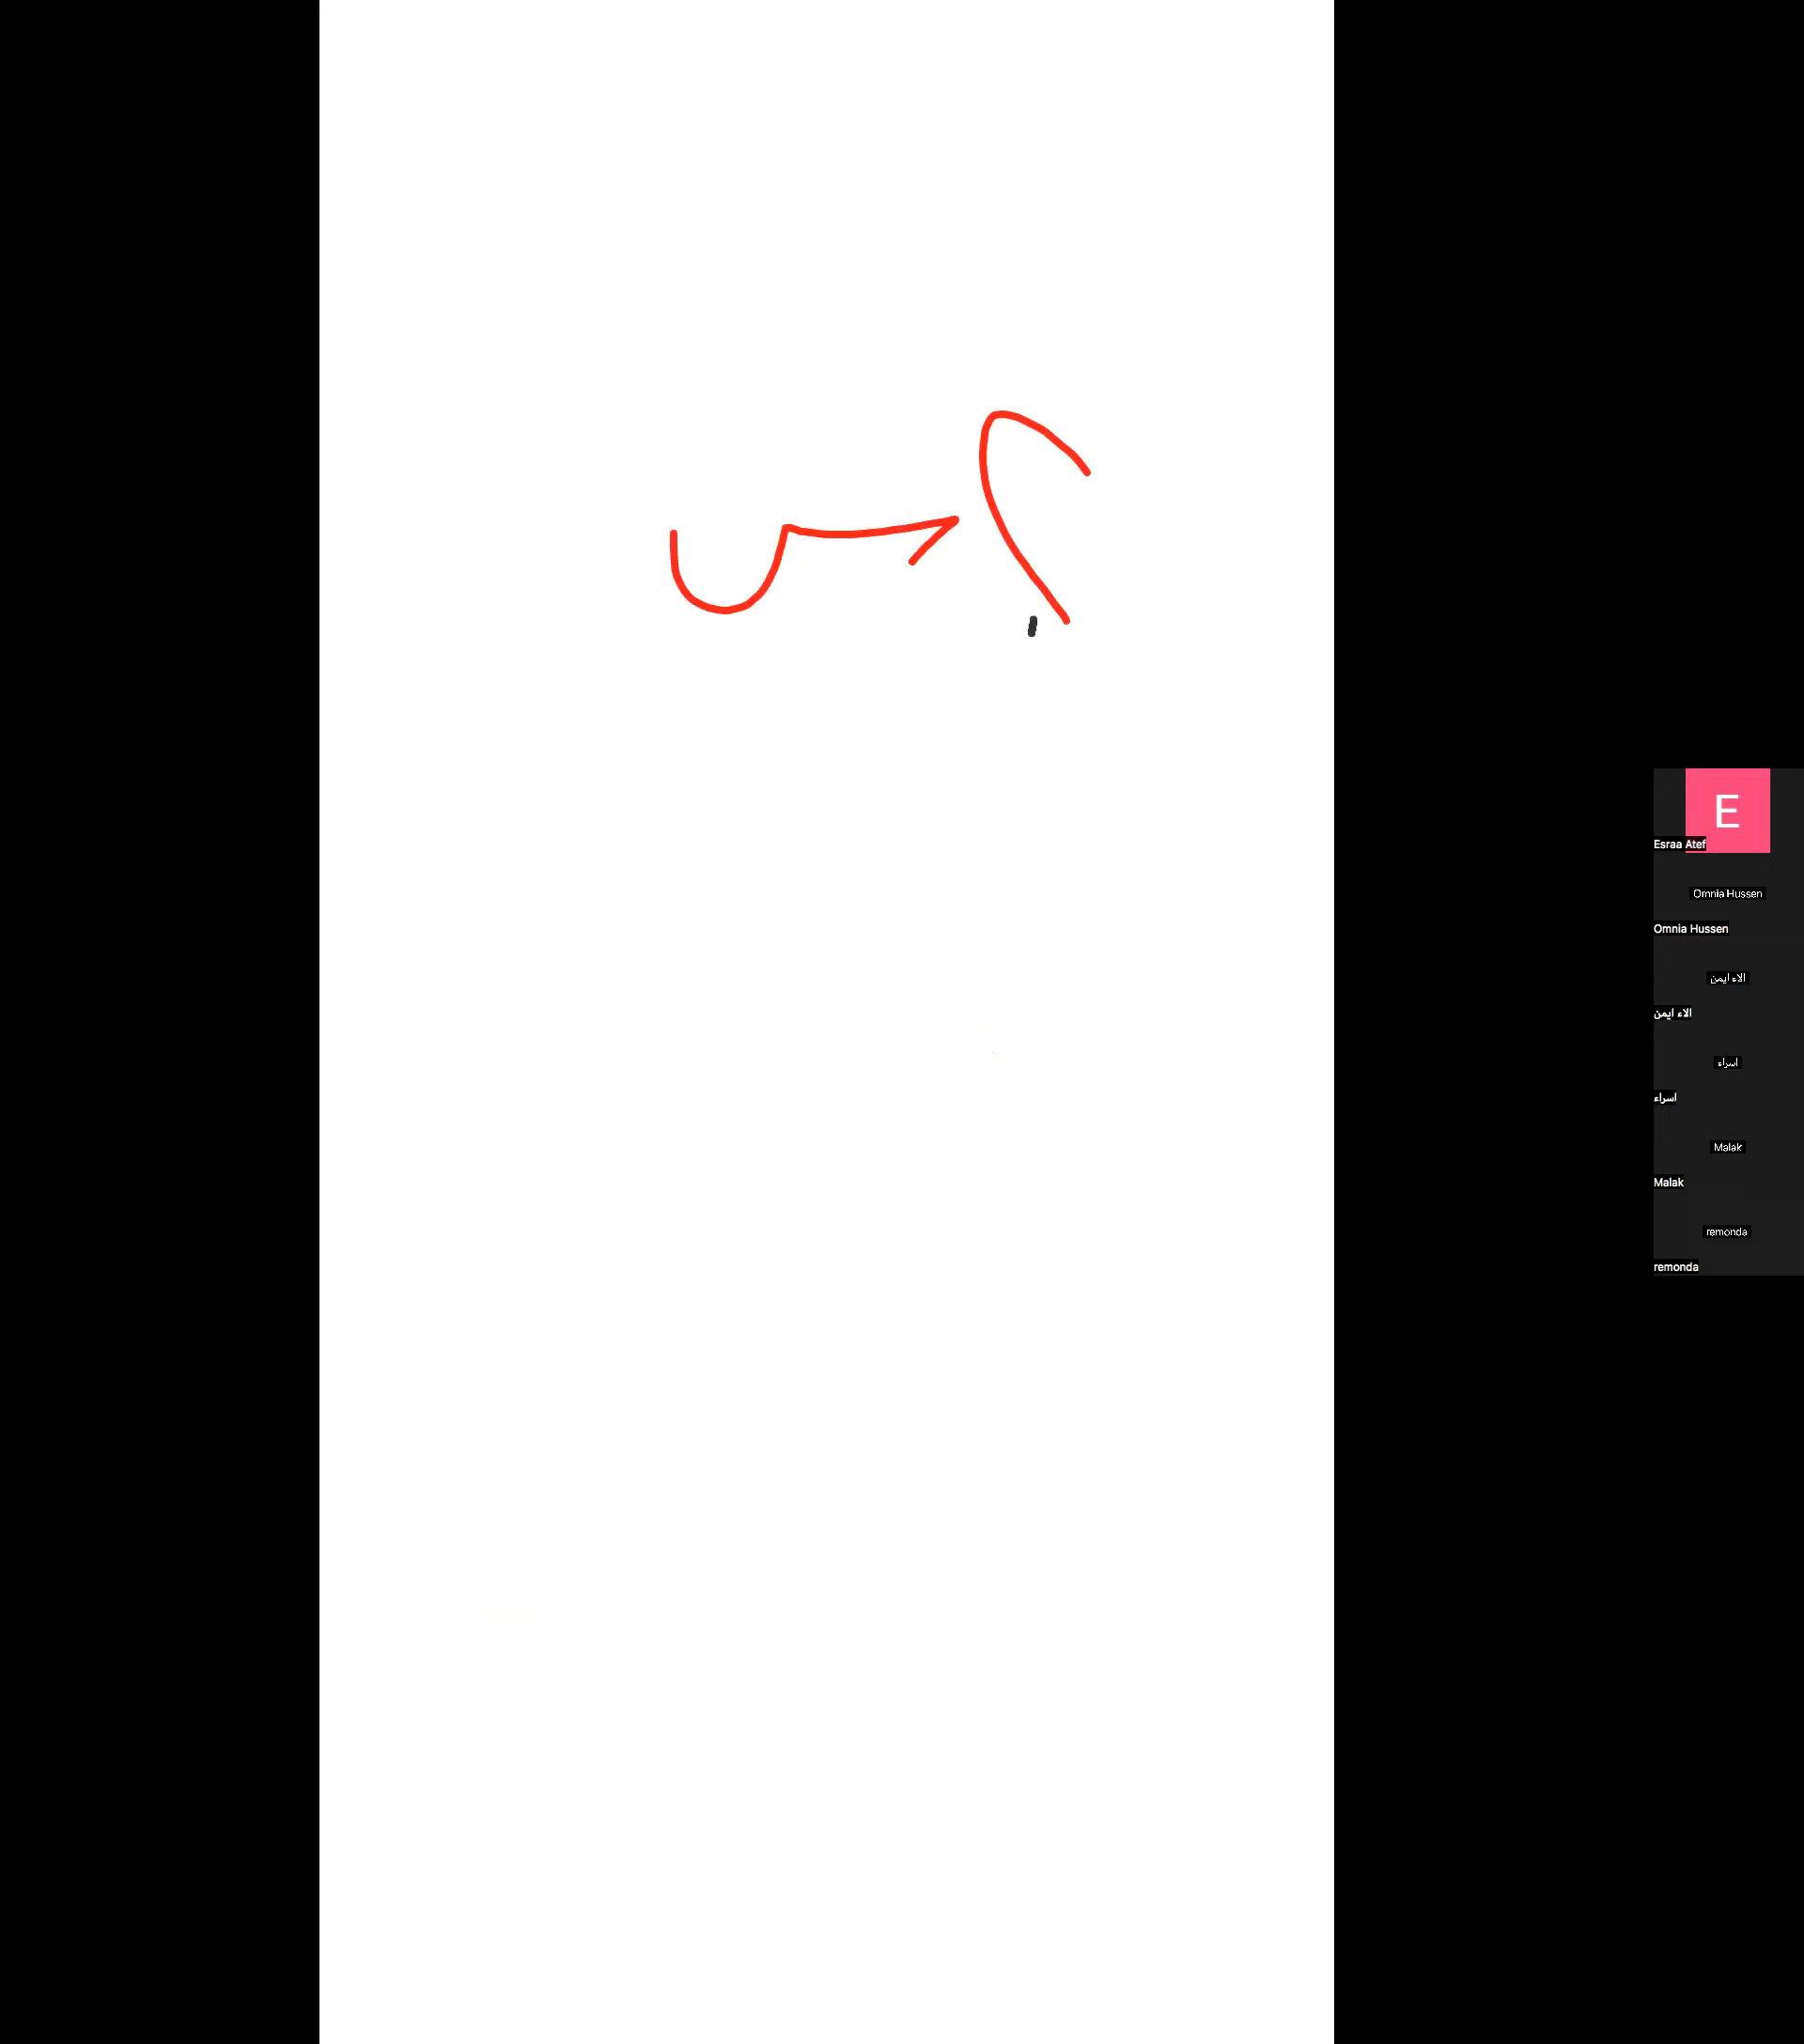 E
Esraa Atef
Omnia Hussen
Omnia Hussen
الاء ايمن
الاء ايمن
اسراء
اسراء
Malak
Malak
remonda
remonda